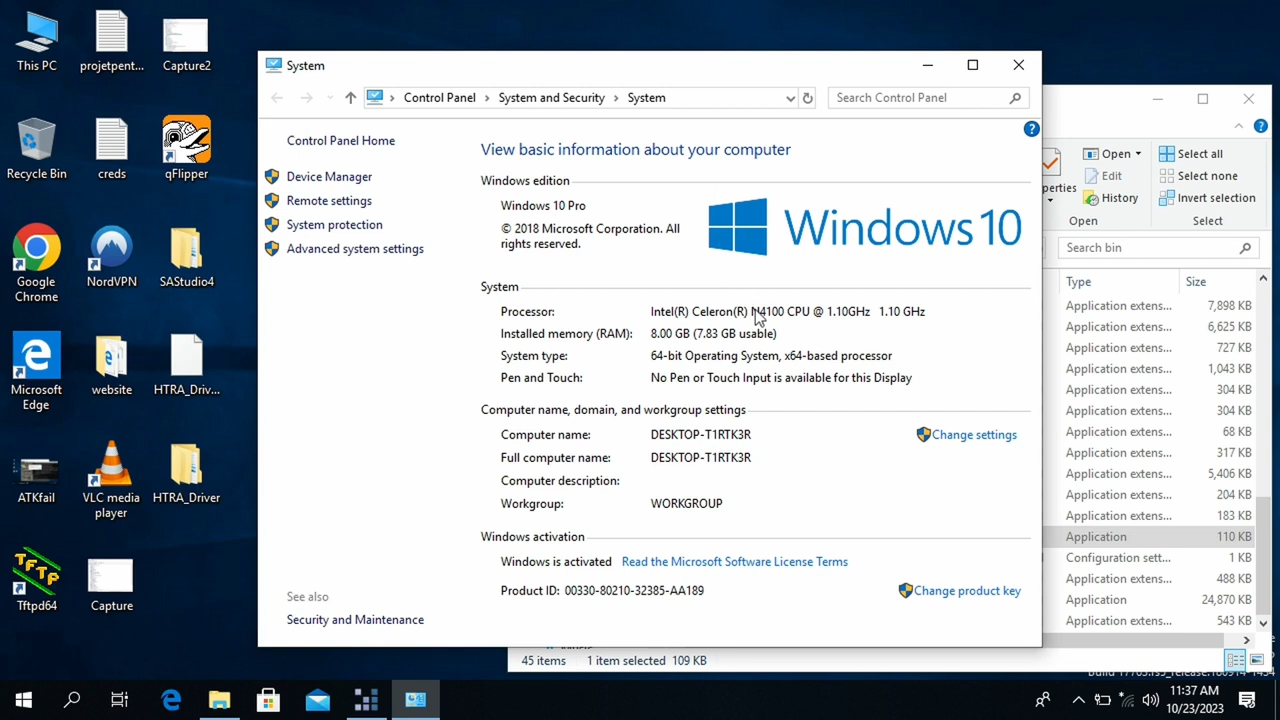 This PC
projetpent...
Capture2
Recycle Bin
creds
qFlipper
Google
Chrome
NordVPN
SAStudio4
Microsoft
Edge
website
HTRA_Driv...
ATKfail
VLC media
player
HTRA_Driver
TFTP
Tftpd64
Capture
System
Control Panel
System and Security
System
Search Control Panel
Control Panel Home
Device Manager
Remote settings
System protection
Advanced system settings
See also
Security and Maintenance
View basic information about your computer
Windows edition
Windows 10 Pro
© 2018 Microsoft Corporation. All
rights reserved.
Windows 10
System
Processor: Intel(R) Celeron(R) N4100 CPU @ 1.10GHz 1.10 GHz
Installed memory (RAM): 8.00 GB (7.83 GB usable)
System type: 64-bit Operating System, x64-based processor
Pen and Touch: No Pen or Touch Input is available for this Display
Computer name, domain, and workgroup settings
Computer name: DESKTOP-T1RTK3R
Change settings
Full computer name: DESKTOP-T1RTK3R
Computer description:
Workgroup: WORKGROUP
Windows activation
Windows is activated Read the Microsoft Software License Terms
Product ID: 00330-80210-32385-AA189
Change product key
Open
Select all
Edit
Select none
perties
History
Invert selection
Open
Select
Search bin
Type Size
Application extens... 7,898 KB
Application extens... 6,625 KB
Application extens... 727 KB
Application extens... 1,043 KB
Application extens... 304 KB
Application extens... 304 KB
Application extens... 68 KB
Application extens... 317 KB
Application extens... 5,406 KB
Application extens... 204 KB
Application extens... 183 KB
Application 110 KB
Configuration sett... 1 KB
Application extens... 488 KB
Application 24,870 KB
Application extens... 543 KB
45 items 1 item selected 109 KB
11:37 AM
10/23/2023